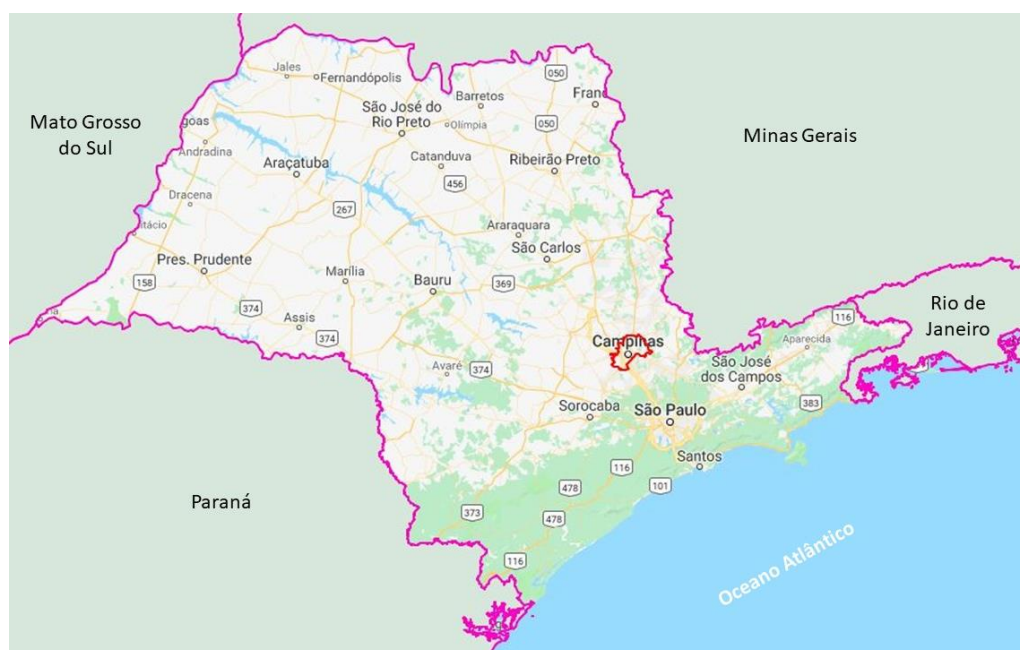 Mato Grosso
do Sul
Minas Gerais
Rio de
Janeiro
Paraná
Oceano Atlântico
Jales
Fernandópolis
050
Franc
São José do
Rio Preto
Barretos
Olímpia
050
goas
Andradina
Araçatuba
Catanduva
Ribeirão Preto
456
Dracena
267
Araraquara
São Carlos
itácio
Pres. Prudente
158
Marília
Bauru
369
374
Assis
374
Avaré
374
Campinas
116
Aparecida
São José
dos Campos
383
Sorocaba
São Paulo
Santos
116
101
478
373
478
116